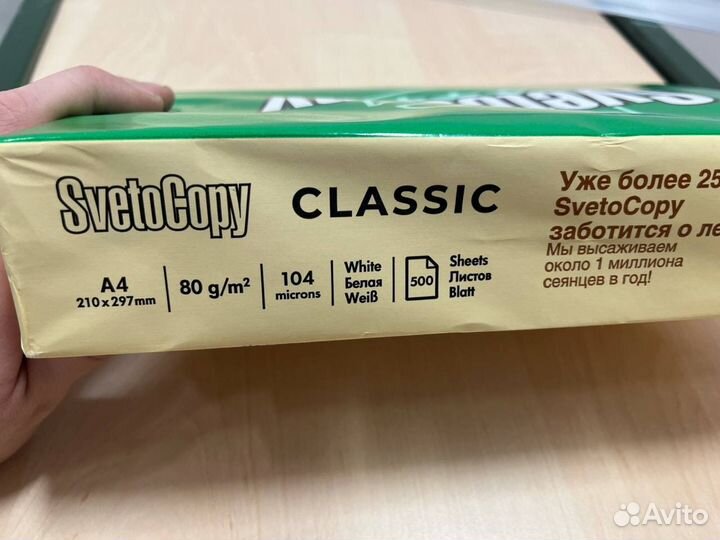 SvetoCopy CLASSIC
A4
210x297mm
80 g/m²
104
microns
White
Белая
Weiß
500
Sheets
Листов
Blatt
Уже более 25
SvetoCopy
заботится о ле
Мы высаживаем
около 1 миллиона
сеянцев в год!
Avito